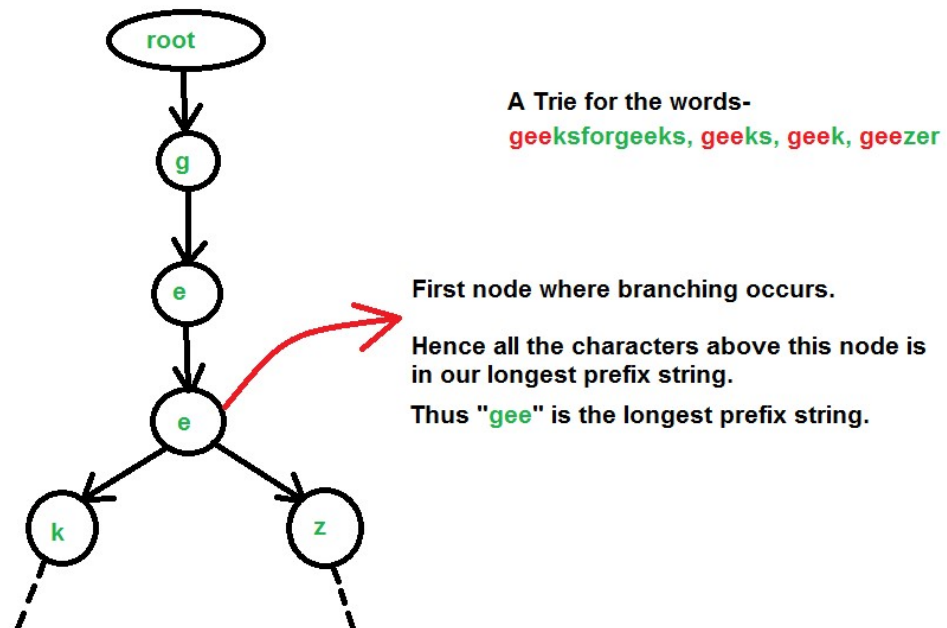 root
A Trie for the words-
geeksforgeeks, geeks, geek, geezer
g
e
First node where branching occurs.
Hence all the characters above this node is
in our longest prefix string.
Thus "gee" is the longest prefix string.
e
k
z